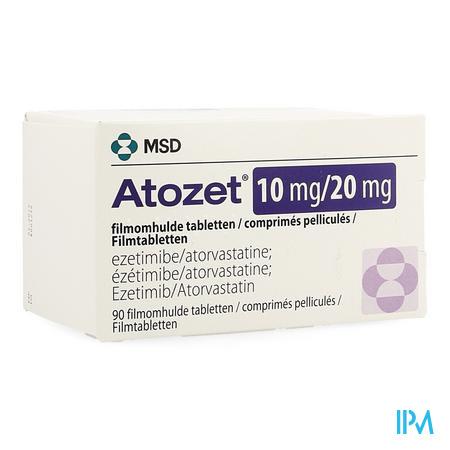 MSD
Atozet® 10 mg/20 mg
filmomhulde tabletten / comprimés pelliculés /
Filmtabletten
ezetimibe/atorvastatine;
ézétimibe/atorvastatine;
Ezetimib/Atorvastatin
90 filmomhulde tabletten / comprimés pelliculés /
Filmtabletten
IPM